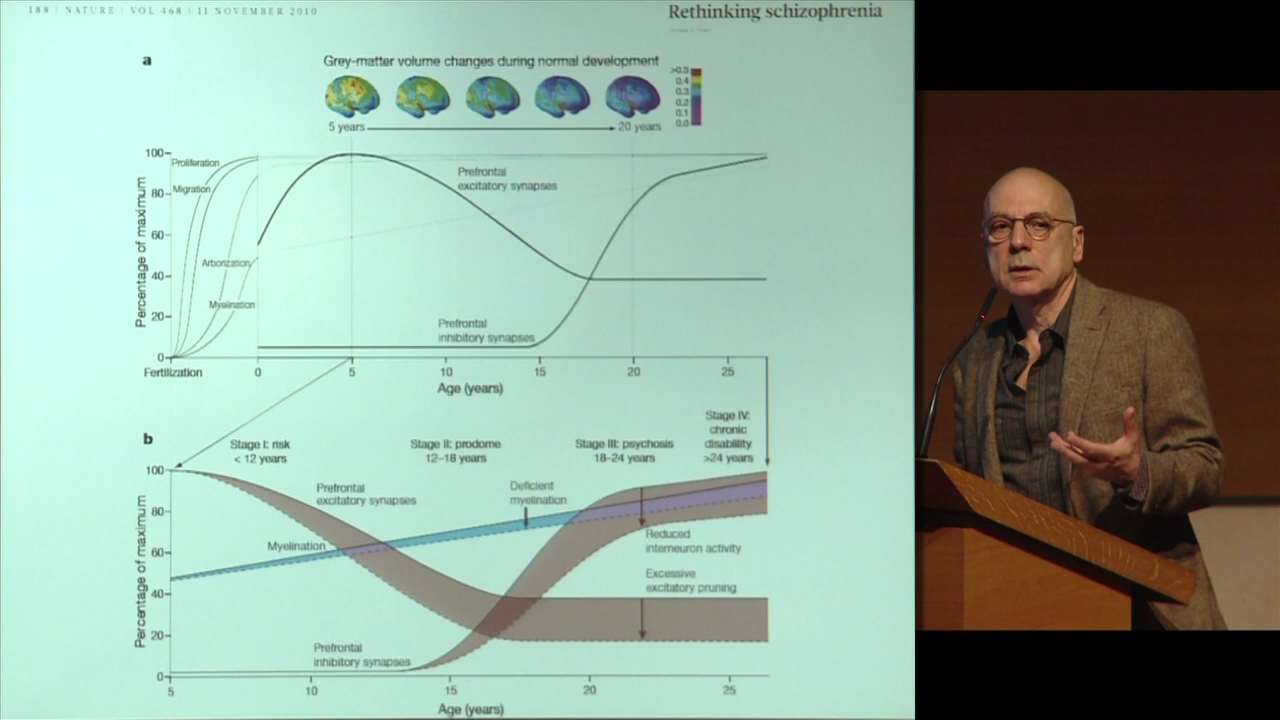 188 | NATURE | VOL 468 | 11 NOVEMBER 2010
Rethinking schizophrenia
a
Grey-matter volume changes during normal development
>0.5
0.4
0.3
0.2
0.1
0.0
5 years
20 years
100
80
60
40
20
0
Percentage of maximum
Proliferation
Migration
Arborization
Myelination
Prefrontal
excitatory synapses
Prefrontal
inhibitory synapses
Fertilization
0
5
10
15
20
25
Age (years)
b
Stage I: risk
< 12 years
Stage II: prodome
12–18 years
Stage III: psychosis
18–24 years
Stage IV:
chronic
disability
>24 years
100
80
60
40
20
0
Percentage of maximum
Prefrontal
excitatory synapses
Deficient
myelination
Myelination
Reduced
interneuron activity
Excessive
excitatory pruning
Prefrontal
inhibitory synapses
5
10
15
20
25
Age (years)